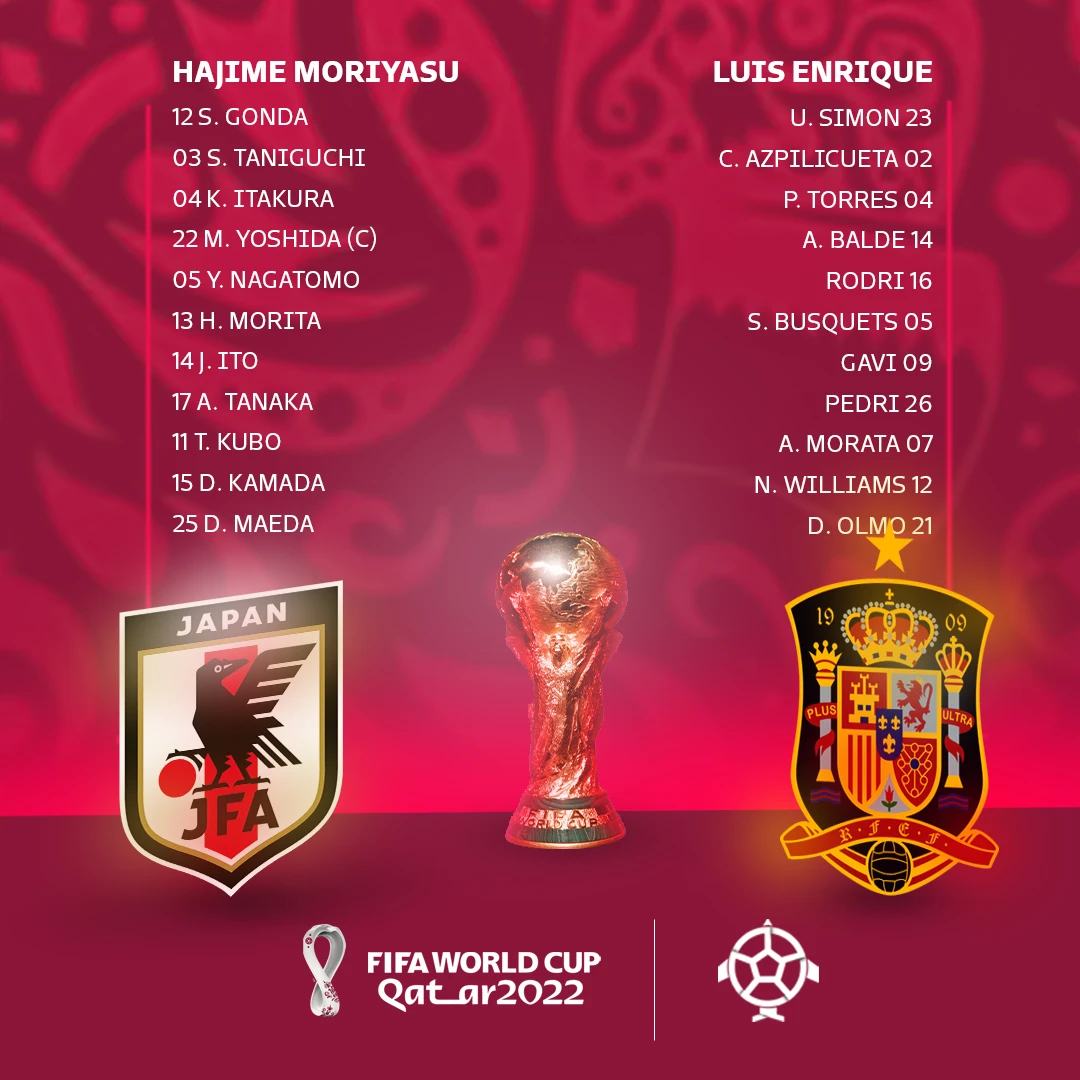 HAJIME MORIYASU
12 S. GONDA
03 S. TANIGUCHI
04 K. ITAKURA
22 M. YOSHIDA (C)
05 Y. NAGATOMO
13 H. MORITA
14 J. ITO
17 A. TANAKA
11 T. KUBO
15 D. KAMADA
25 D. MAEDA
LUIS ENRIQUE
U. SIMON 23
C. AZPILICUETA 02
P. TORRES 04
A. BALDE 14
RODRI 16
S. BUSQUETS 05
GAVI 09
PEDRI 26
A. MORATA 07
N. WILLIAMS 12
D. OLMO 21
JAPAN
JFA
FIFA
WORLD CUP
19 09
PLUS ULTRA
R·F·E·F
FIFA WORLD CUP
Qatar2022